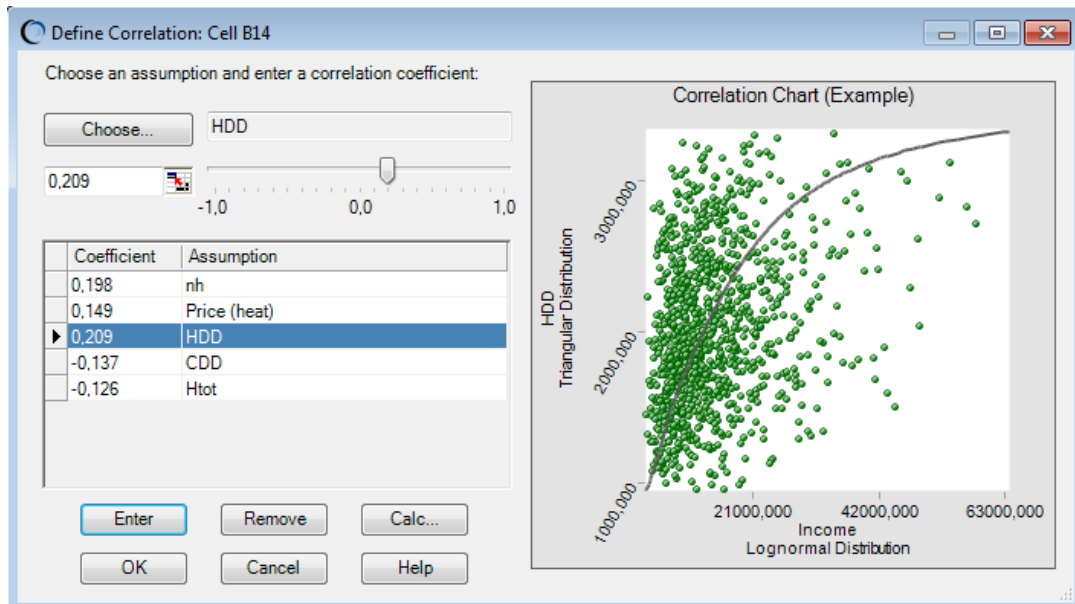 Define Correlation: Cell B14
Choose an assumption and enter a correlation coefficient:
Choose...
HDD
0,209
-1,0 0,0 1,0
Coefficient Assumption
0,198 nh
0,149 Price (heat)
0,209 HDD
-0,137 CDD
-0,126 Htot
Enter Remove Calc...
OK Cancel Help
Correlation Chart (Example)
HDD
Triangular Distribution
3000,000
2000,000
1000,000
21000,000 42000,000 63000,000
Income
Lognormal Distribution